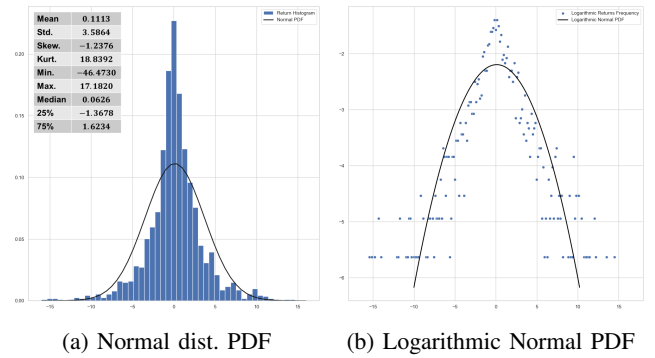 Mean 0.1113
Std. 3.5864
Skew. −1.2376
Kurt. 18.8392
Min. −46.4730
Max. 17.1820
Median 0.0626
25% −1.3678
75% 1.6234
Return Histogram
Normal PDF
0.20
0.15
0.10
0.05
0.00
−15 −10 −5 0 5 10 15
(a) Normal dist. PDF
Logarithmic Returns Frequency
Logarithmic Normal PDF
−2
−3
−4
−5
−6
−15 −10 −5 0 5 10 15
(b) Logarithmic Normal PDF